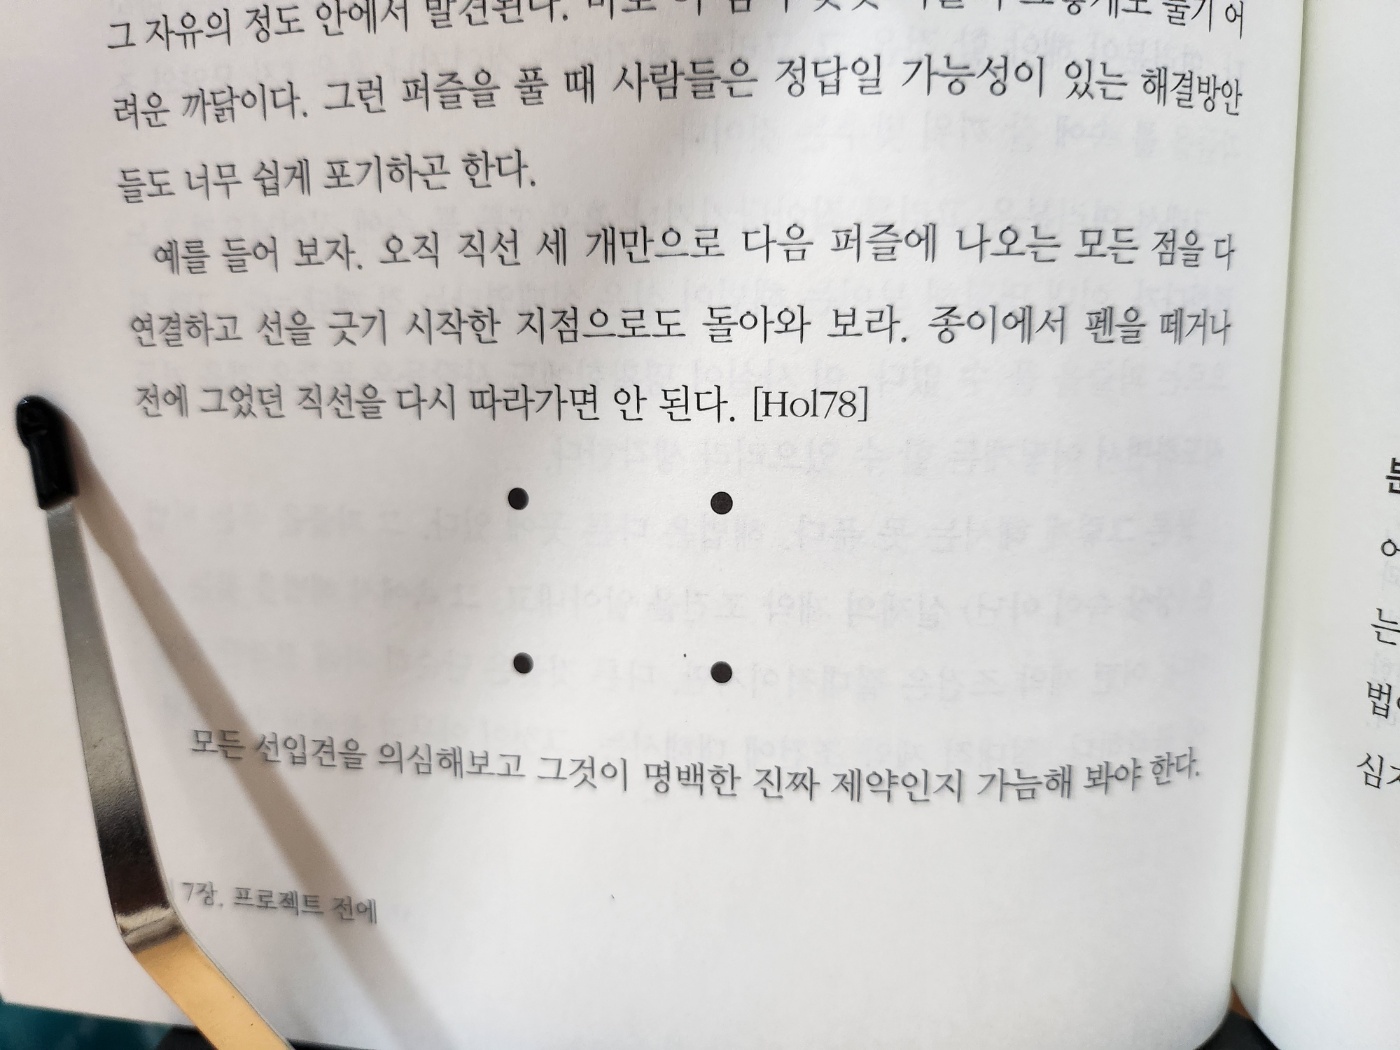 그 자유의 정도 안에서 발견된다. 바로 이 점이 풀기 어
려운 까닭이다. 그런 퍼즐을 풀 때 사람들은 정답일 가능성이 있는 해결방안
들도 너무 쉽게 포기하곤 한다.
예를 들어 보자. 오직 직선 세 개만으로 다음 퍼즐에 나오는 모든 점을 다
연결하고 선을 긋기 시작한 지점으로도 돌아와 보라. 종이에서 펜을 떼거나
전에 그었던 직선을 다시 따라가면 안 된다. [Hol78]
모든 선입견을 의심해보고 그것이 명백한 진짜 제약인지 가늠해 봐야 한다.
7장. 프로젝트 전에
는